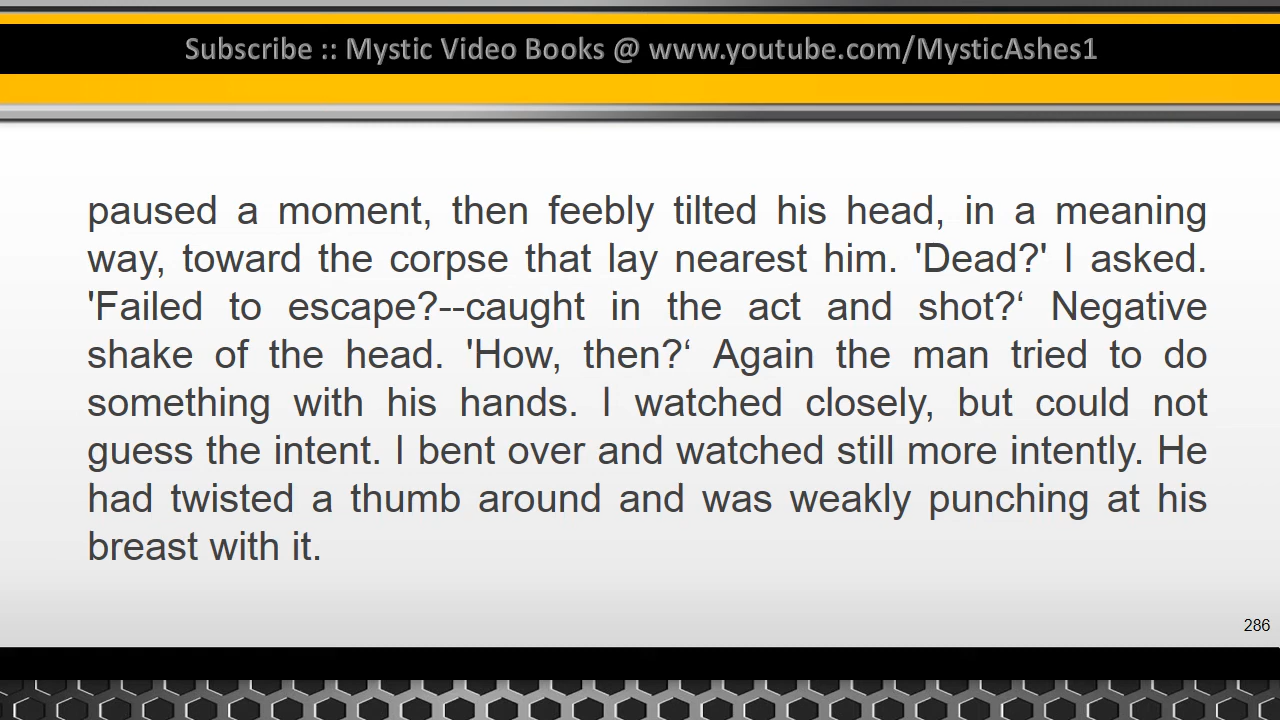 Subscribe :: Mystic Video Books @ www.youtube.com/MysticAshes1
paused a moment, then feebly tilted his head, in a meaning
way, toward the corpse that lay nearest him. 'Dead?' I asked.
'Failed to escape?--caught in the act and shot?‘ Negative
shake of the head. 'How, then?‘ Again the man tried to do
something with his hands. I watched closely, but could not
guess the intent. I bent over and watched still more intently. He
had twisted a thumb around and was weakly punching at his
breast with it.
286